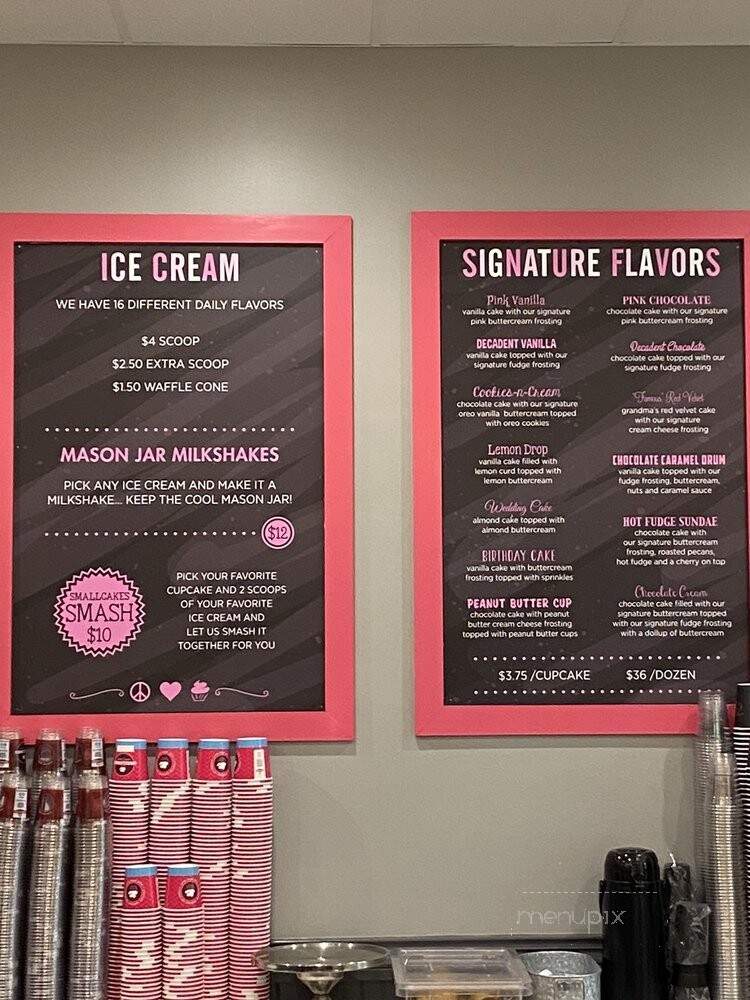 ICE CREAM
WE HAVE 16 DIFFERENT DAILY FLAVORS
$4 SCOOP
$2.50 EXTRA SCOOP
$1.50 WAFFLE CONE
MASON JAR MILKSHAKES
PICK ANY ICE CREAM AND MAKE IT A
MILKSHAKE... KEEP THE COOL MASON JAR!
$12
SMALLCAKES
SMASH
$10
PICK YOUR FAVORITE
CUPCAKE AND 2 SCOOPS
OF YOUR FAVORITE
ICE CREAM AND
LET US SMASH IT
TOGETHER FOR YOU
SIGNATURE FLAVORS
Pink Vanilla
vanilla cake with our signature
pink buttercream frosting
DECADENT VANILLA
vanilla cake topped with our
signature fudge frosting
Cookies-n-Cream
chocolate cake with our signature
oreo vanilla buttercream topped
with oreo cookies
Lemon Drop
vanilla cake filled with
lemon curd topped with
lemon buttercream
Wedding Cake
almond cake topped with
almond buttercream
BIRTHDAY CAKE
vanilla cake with buttercream
frosting topped with sprinkles
PEANUT BUTTER CUP
chocolate cake with peanut
butter cream cheese frosting
topped with peanut butter cups
PINK CHOCOLATE
chocolate cake with our signature
pink buttercream frosting
Decadent Chocolate
chocolate cake topped with our
signature fudge frosting
Famous Red Velvet
grandma's red velvet cake
with our signature
cream cheese frosting
CHOCOLATE CARAMEL DRUM
vanilla cake topped with our
fudge frosting, buttercream,
nuts and caramel sauce
HOT FUDGE SUNDAE
chocolate cake with
our signature buttercream
frosting, roasted pecans,
hot fudge and a cherry on top
Chocolate Cream
chocolate cake filled with our
signature buttercream topped
with our signature fudge frosting
with a dollup of buttercream
$3.75 /CUPCAKE
$36 /DOZEN
menupix